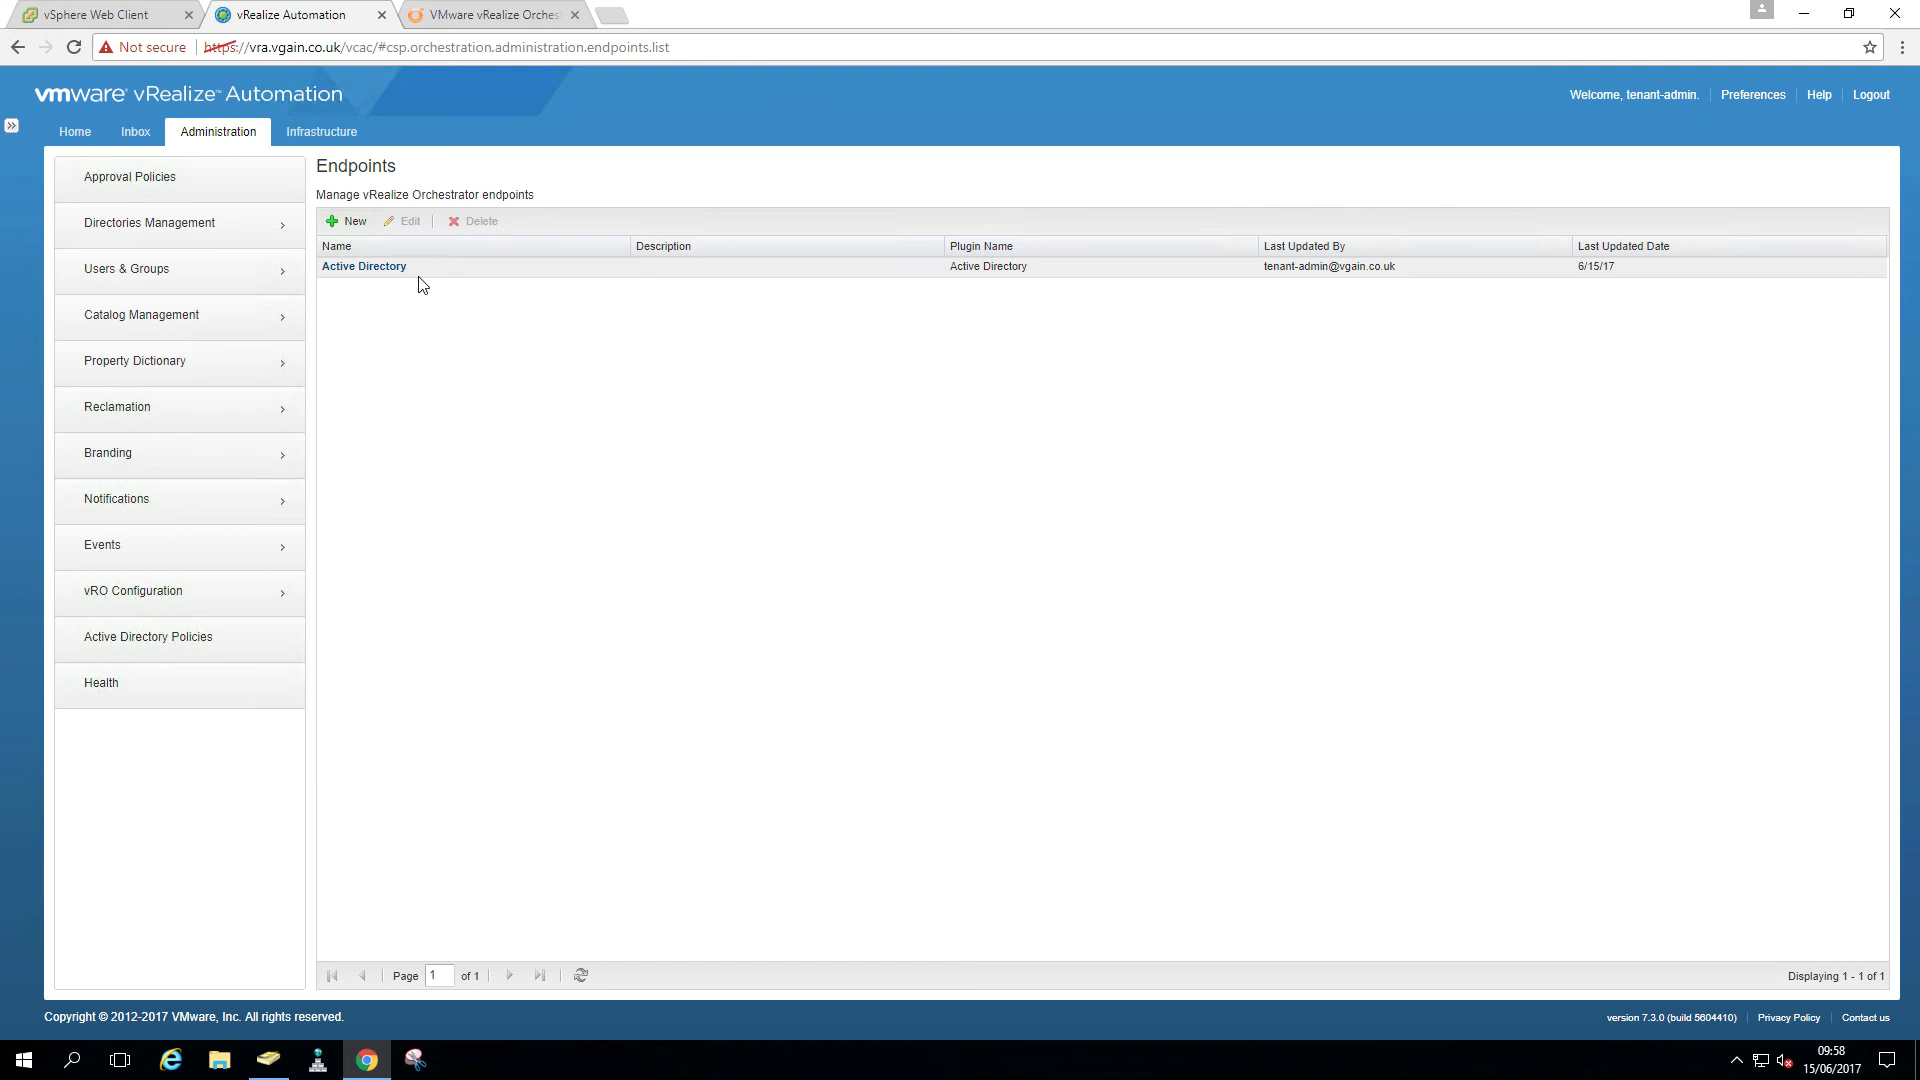 vSphere Web Client
vRealize Automation
VMware vRealize Orches
Not secure
https://vra.vgain.co.uk/vcac/#csp.orchestration.administration.endpoints.list
vmware vRealize™ Automation
Welcome, tenant-admin.
Preferences
Help
Logout
Home
Inbox
Administration
Infrastructure
Approval Policies
Directories Management
Users & Groups
Catalog Management
Property Dictionary
Reclamation
Branding
Notifications
Events
vRO Configuration
Active Directory Policies
Health
Endpoints
Manage vRealize Orchestrator endpoints
New
Edit
Delete
Name
Description
Plugin Name
Last Updated By
Last Updated Date
Active Directory
Active Directory
tenant-admin@vgain.co.uk
6/15/17
Page 1 of 1
Displaying 1 - 1 of 1
Copyright © 2012-2017 VMware, Inc. All rights reserved.
version 7.3.0 (build 5604410)
Privacy Policy
Contact us
09:58
15/06/2017